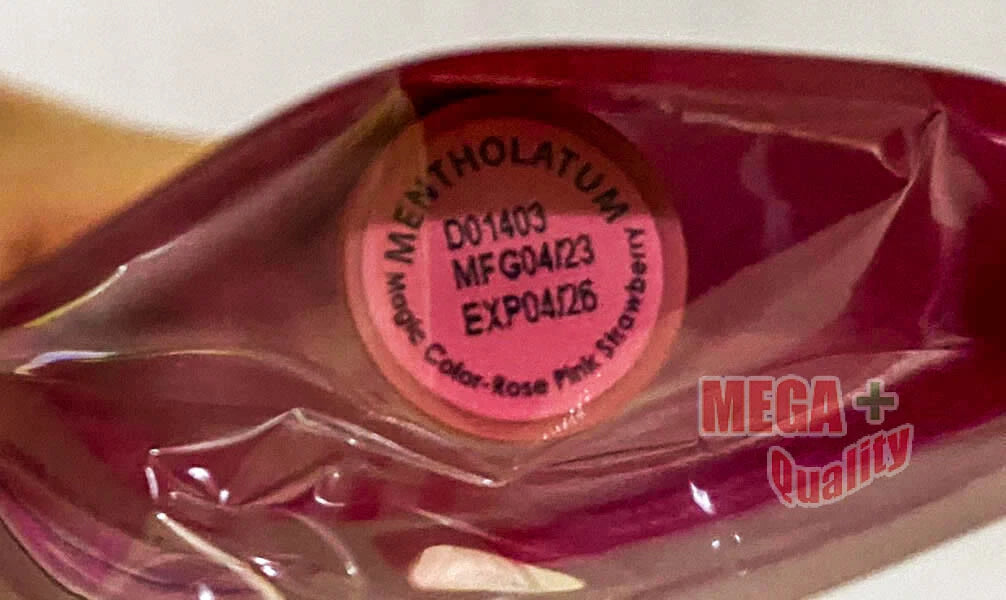 MENTHOLATUM
D01403
MFG04/23
EXP04/26
Magic Color-Rose Pink Strawberry
MEGA +
Quality